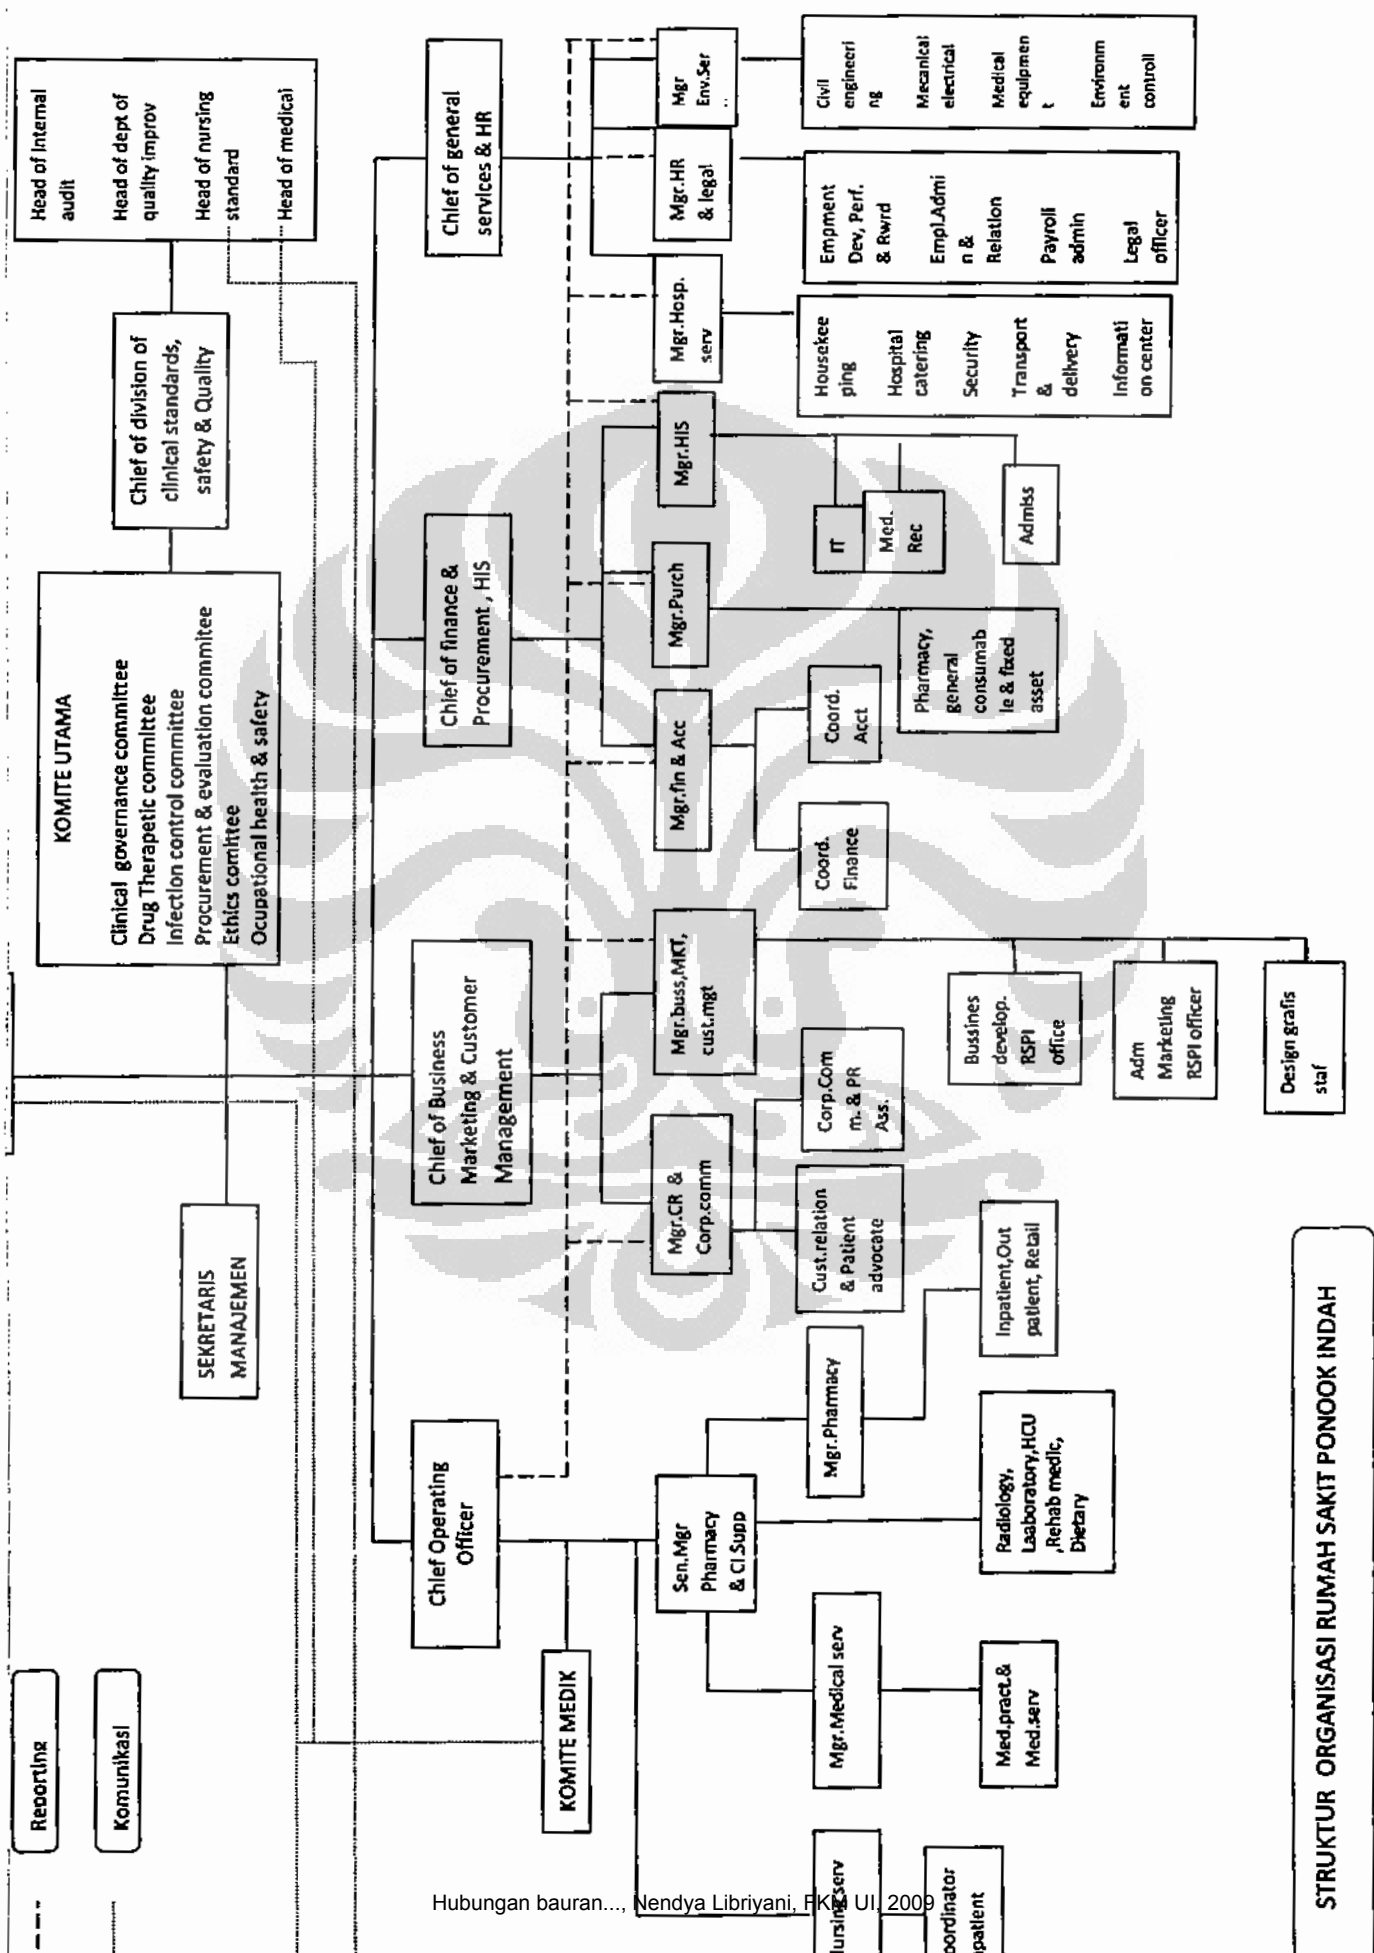 Reporting
Komunikasi
KOMITE UTAMA
Clinical governance committee
Drug Therapetic committee
Infection control committee
Procurement & evaluation commitee
Ethics comittee
Ocupational health & safety
SEKRETARIS
MANAJEMEN
Chief of division of
clinical standards,
safety & Quality
Head of Internal
audit
Head of dept of
quality improv
Head of nursing
standard
Head of medical
Chief Operating
Officer
Chief of Business
Marketing & Customer
Management
Chief of finance &
Procurement , HIS
Chief of general
services & HR
KOMITE MEDIK
Sen.Mgr
Pharmacy
& Cl.Supp
Mgr.CR &
Corp.comm
Mgr.buss,MKT,
cust.mgt
Mgr.fin & Acc
Mgr.Purch
Mgr.HIS
Mgr.Hosp.
serv
Mgr.HR
& legal
Mgr
Env.Ser
..
Nursing serv
Mgr.Medical serv
Mgr.Pharmacy
Cust.relation
& Patient
advocate
Corp.Com
m. & PR
Ass.
Coord.
Finance
Coord.
Acct
IT
Med.
Rec
Admiss
Housekee
ping
Hospital
catering
Security
Transport
&
delivery
Informati
on center
Empment
Dev, Perf.
& Rwrd
Empl.Admi
n &
Relation
Payroll
admin
Legal
officer
Civil
engineeri
ng
Mecanical
electrical
Medical
equipmen
t
Environm
ent
controll
oordinator
patient
Med.pract.&
Med.serv
Radiology,
Laaboratory,HCU
,Rehab medic,
Dietary
Inpatient,Out
patient, Retail
Bussines
develop.
RSPI
office
Adm
Marketing
RSPI officer
Design grafis
staf
Pharmacy,
general
consumab
le & fixed
asset
STRUKTUR ORGANISASI RUMAH SAKIT PONOOK INDAH
Hubungan bauran..., Nendya Libriyani, FKM UI, 2009